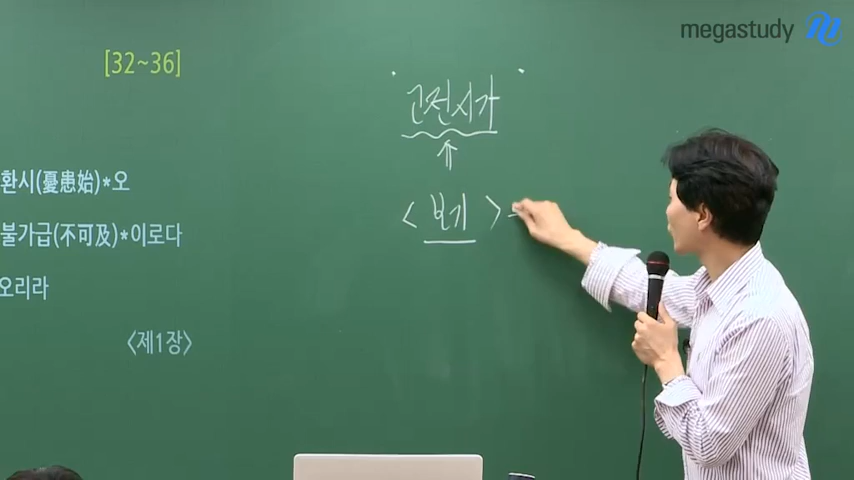 megastudy
[32~36]
고전시가
환시(憂患始)*오
<보기>
불가급(不可及)*이로다
오리라
<제1장>